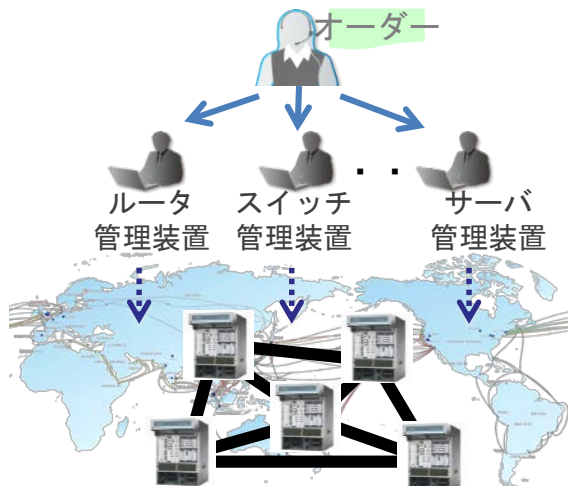 オーダー
ルータ
管理装置
スイッチ
管理装置
・・
サーバ
管理装置